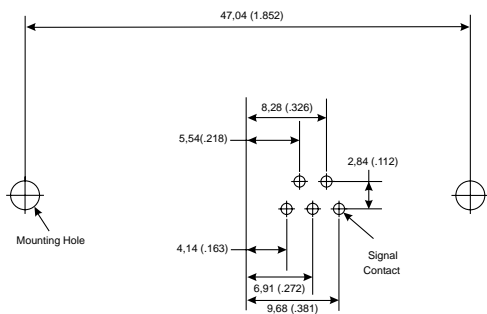 47,04 (1.852)
8,28 (.326)
5,54(.218)
2,84 (.112)
Mounting Hole
4,14 (.163)
Signal
Contact
6,91 (.272)
9,68 (.381)